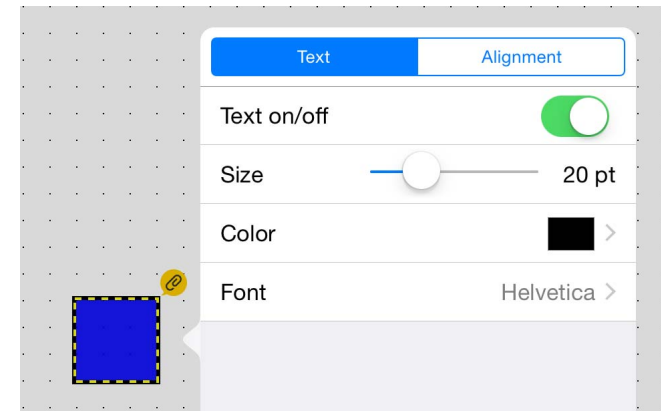 Text Alignment
Text on/off
Size 20 pt
Color
Font Helvetica